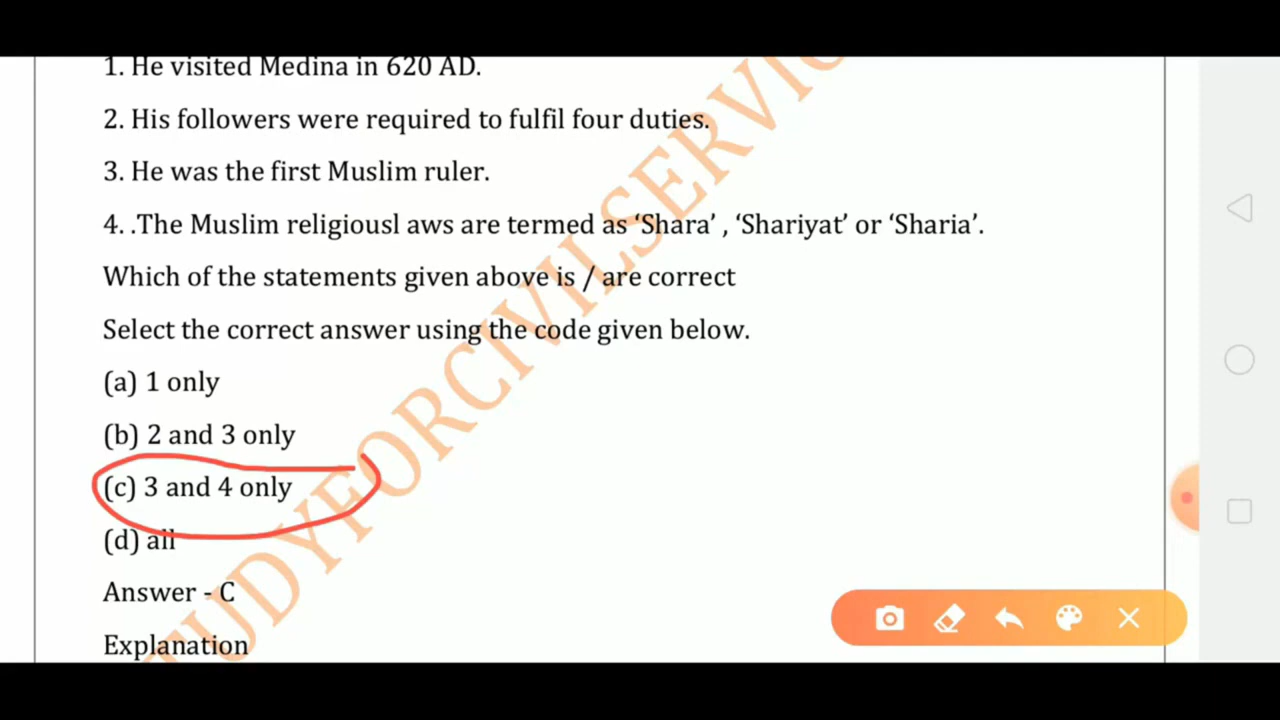 1. He visited Medina in 620 AD.
2. His followers were required to fulfil four duties.
3. He was the first Muslim ruler.
4. .The Muslim religiousl aws are termed as ‘Shara’ , ‘Shariyat’ or ‘Sharia’.
Which of the statements given above is / are correct
Select the correct answer using the code given below.
(a) 1 only
(b) 2 and 3 only
(c) 3 and 4 only
(d) all
Answer - C
Explanation
TUDYFORCIVILSERVIC